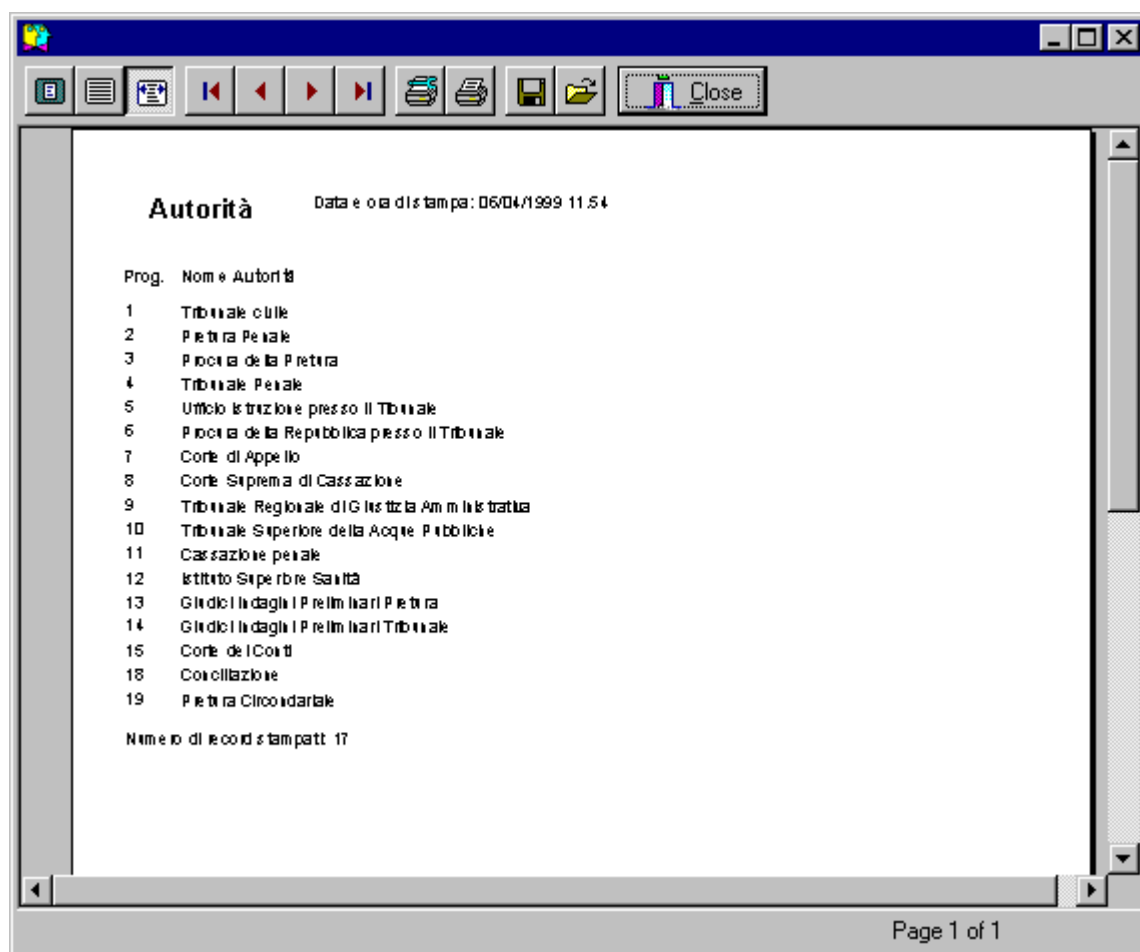 Close
Autorità Data e ora di stampa: 06/04/1999 11.54
Prog. Nome Autorità
1 Tribunale civile
2 Pretura Penale
3 Procura della Pretura
4 Tribunale Penale
5 Ufficio istruzione presso il Tibunale
6 Procura della Repubblica presso il Tribunale
7 Corte di Appello
8 Corte Suprema di Cassazione
9 Tribunale Regionale di Giustizia Amministrativa
10 Tribunale Superiore della Acque Pubbliche
11 Cassazione penale
12 Istituto Superiore Sanità
13 Giudici Indagini Preliminari Pretura
14 Giudici Indagini Preliminari Tribunale
15 Corte dei Conti
18 Conciliazione
19 Pretura Circondariale
Numero di record stampati: 17
Page 1 of 1